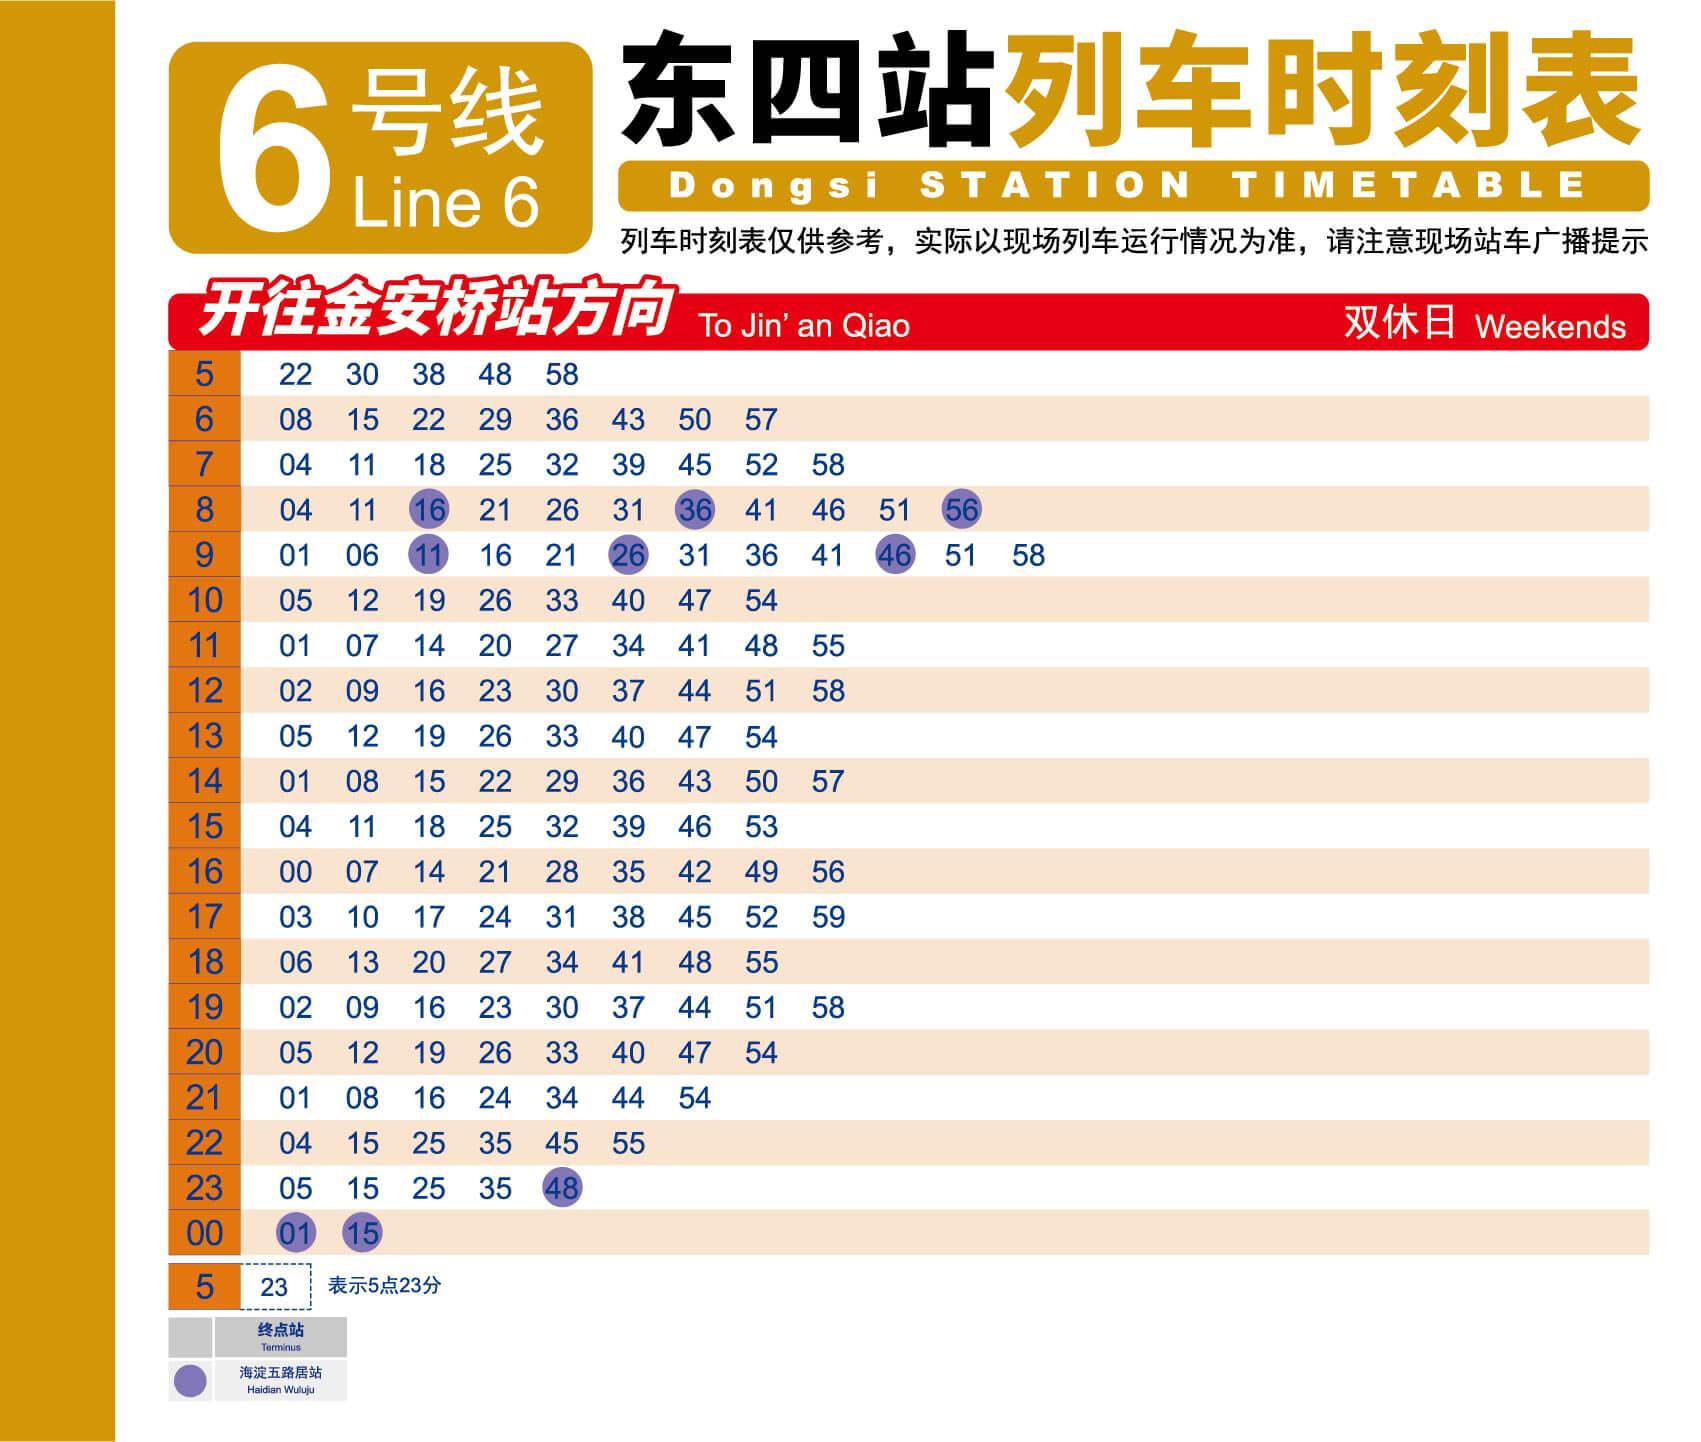 6 号线 Line 6
东四站列车时刻表
Dongsi STATION TIMETABLE
列车时刻表仅供参考，实际以现场列车运行情况为准，请注意现场站车广播提示
开往金安桥站方向 To Jin’ an Qiao 双休日 Weekends
5 22 30 38 48 58
6 08 15 22 29 36 43 50 57
7 04 11 18 25 32 39 45 52 58
8 04 11 16 21 26 31 36 41 46 51 56
9 01 06 11 16 21 26 31 36 41 46 51 58
10 05 12 19 26 33 40 47 54
11 01 07 14 20 27 34 41 48 55
12 02 09 16 23 30 37 44 51 58
13 05 12 19 26 33 40 47 54
14 01 08 15 22 29 36 43 50 57
15 04 11 18 25 32 39 46 53
16 00 07 14 21 28 35 42 49 56
17 03 10 17 24 31 38 45 52 59
18 06 13 20 27 34 41 48 55
19 02 09 16 23 30 37 44 51 58
20 05 12 19 26 33 40 47 54
21 01 08 16 24 34 44 54
22 04 15 25 35 45 55
23 05 15 25 35 48
00 01 15
5 23 表示5点23分
终点站
Terminus
海淀五路居站
Haidian Wuluju